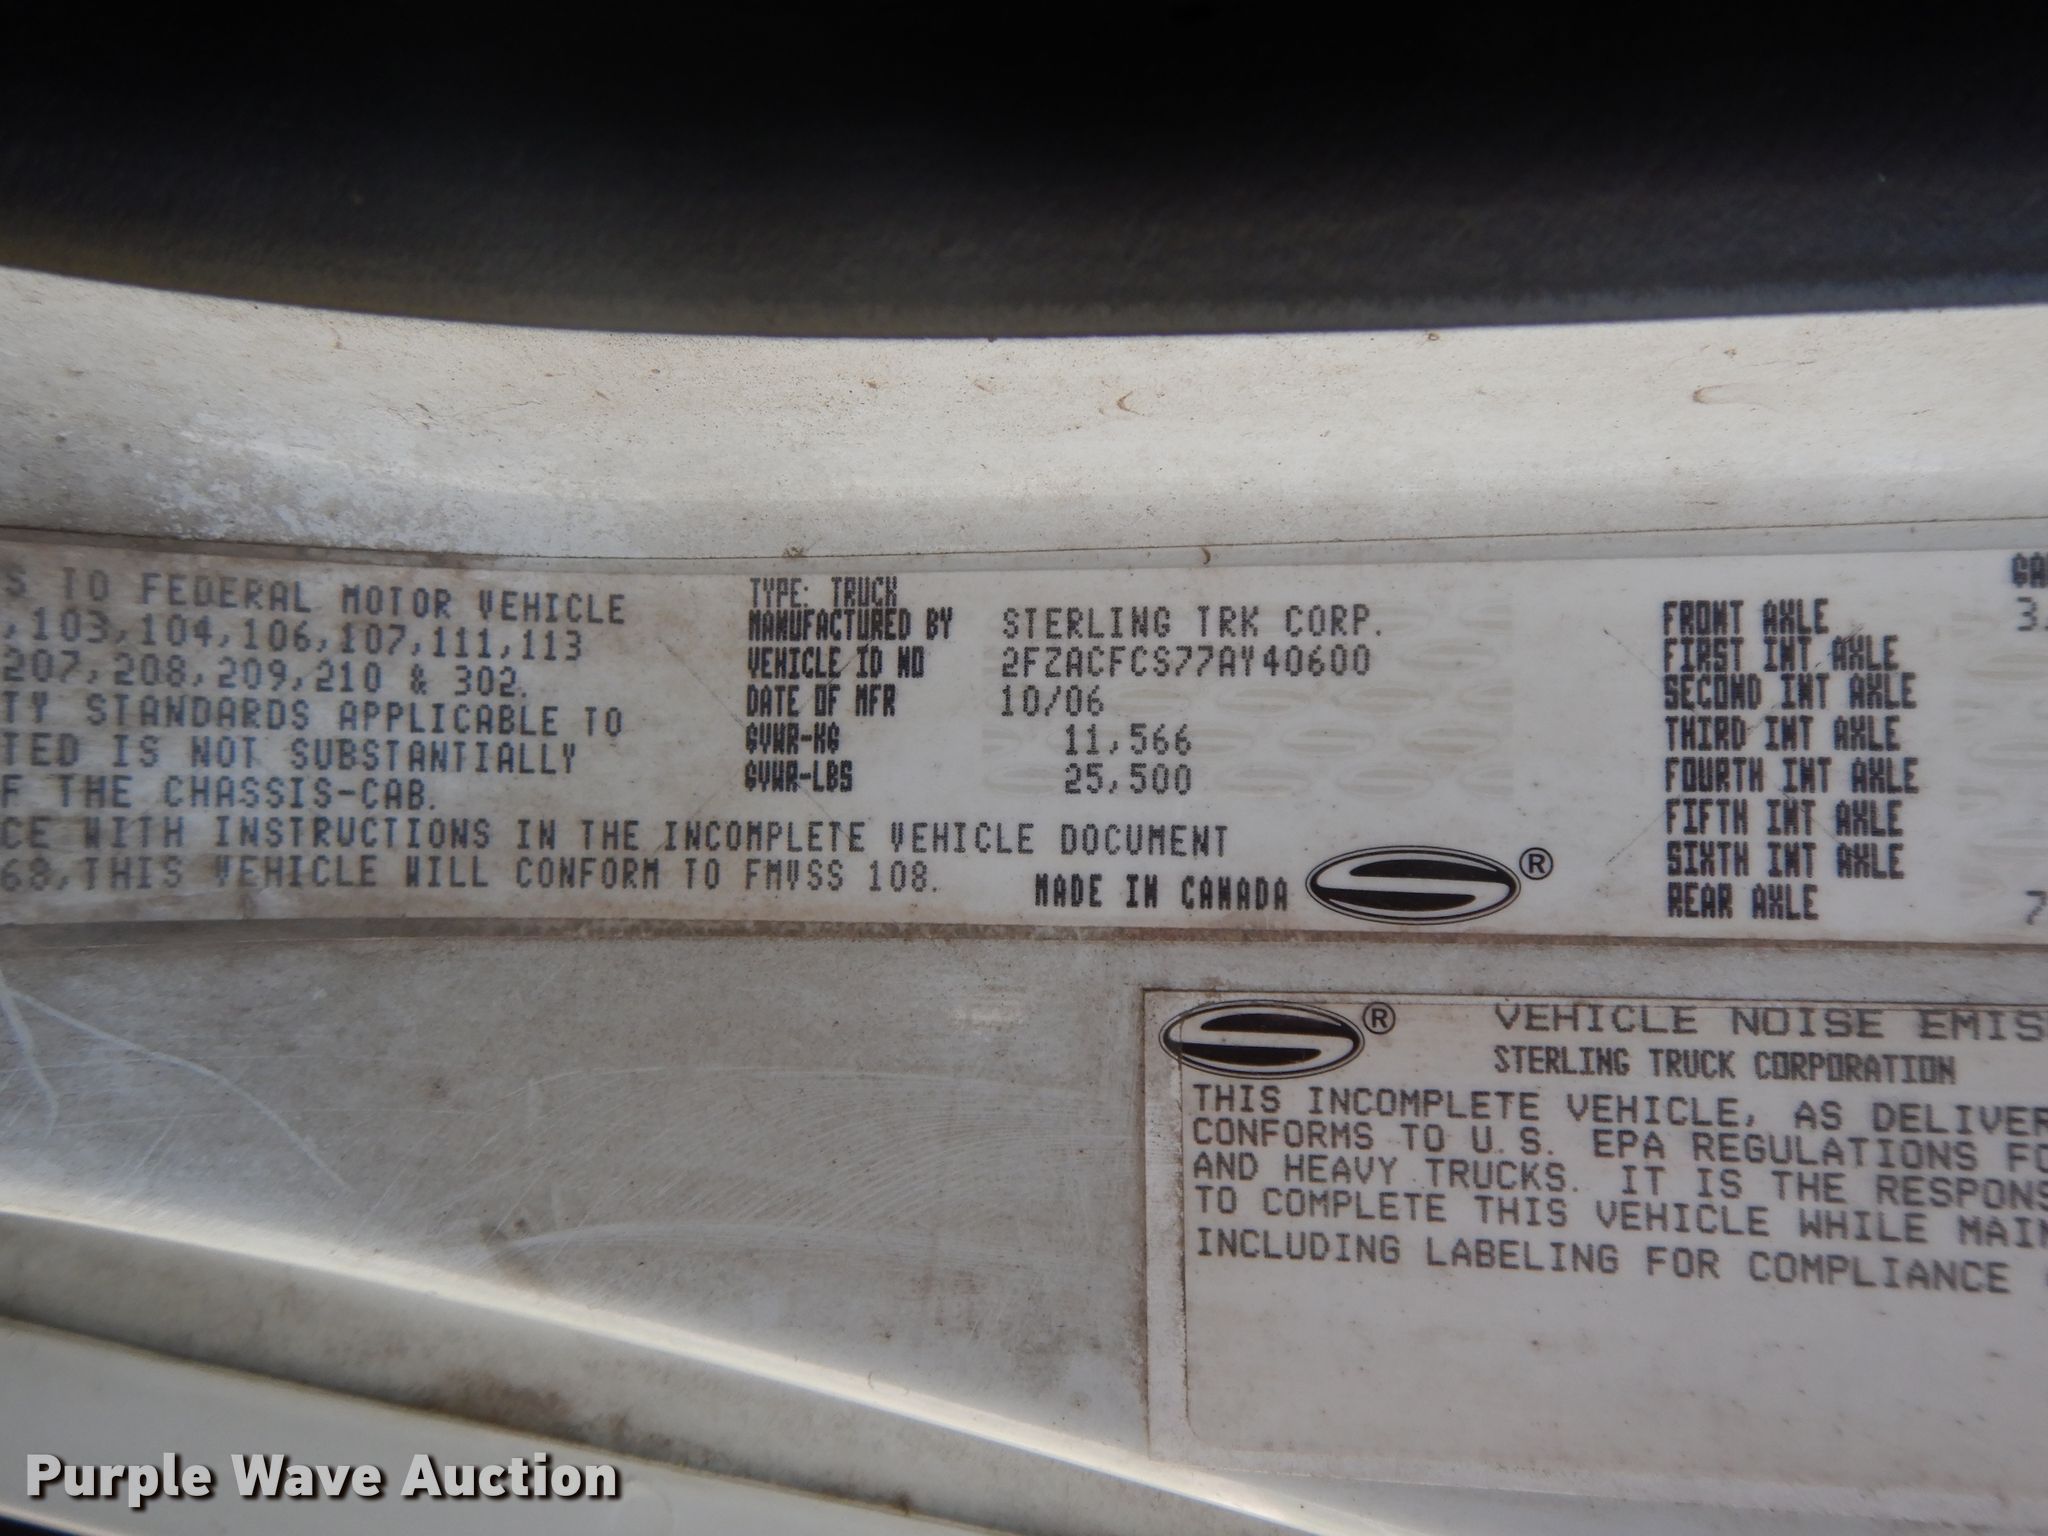 S TO FEDERAL MOTOR VEHICLE
,103,104,106,107,111,113
207,208,209,210 & 302.
TY STANDARDS APPLICABLE TO
TED IS NOT SUBSTANTIALLY
F THE CHASSIS-CAB.
CE WITH INSTRUCTIONS IN THE INCOMPLETE VEHICLE DOCUMENT
68,THIS VEHICLE WILL CONFORM TO FMVSS 108.
TYPE: TRUCK
MANUFACTURED BY STERLING TRK CORP.
VEHICLE ID NO 2FZACFCS77AY40600
DATE OF MFR 10/06
GVWR-KG 11,566
GVWR-LBS 25,500
MADE IN CANADA ®
GA
FRONT AXLE 3
FIRST INT AXLE
SECOND INT AXLE
THIRD INT AXLE
FOURTH INT AXLE
FIFTH INT AXLE
SIXTH INT AXLE
REAR AXLE 7
® VEHICLE NOISE EMIS
STERLING TRUCK CORPORATION
THIS INCOMPLETE VEHICLE, AS DELIVER
CONFORMS TO U.S. EPA REGULATIONS FO
AND HEAVY TRUCKS. IT IS THE RESPONS
TO COMPLETE THIS VEHICLE WHILE MAIN
INCLUDING LABELING FOR COMPLIANCE
Purple Wave Auction